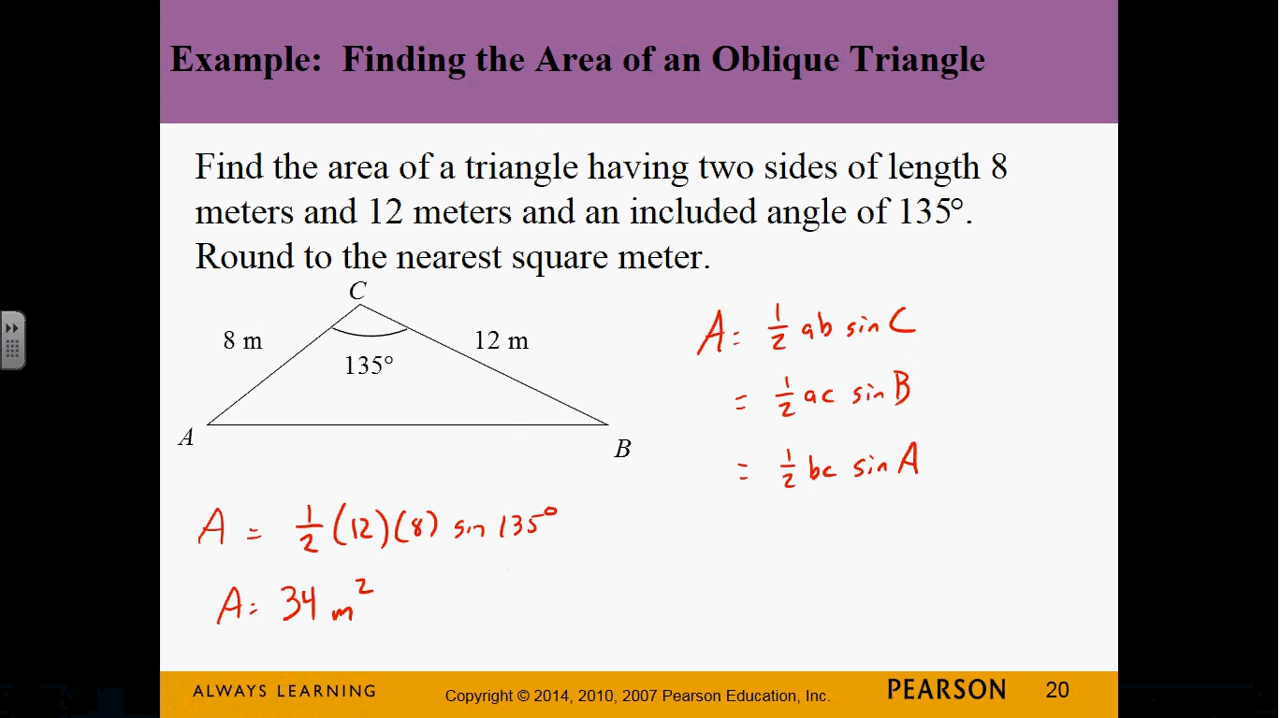 Example: Finding the Area of an Oblique Triangle
Find the area of a triangle having two sides of length 8
meters and 12 meters and an included angle of 135°.
Round to the nearest square meter.
C
8 m
12 m
135°
A
B
A = 1/2 ab sin C
= 1/2 ac sin B
= 1/2 bc sin A
A = 1/2 (12)(8) sin 135°
A = 34 m²
ALWAYS LEARNING
Copyright © 2014, 2010, 2007 Pearson Education, Inc.
PEARSON
20